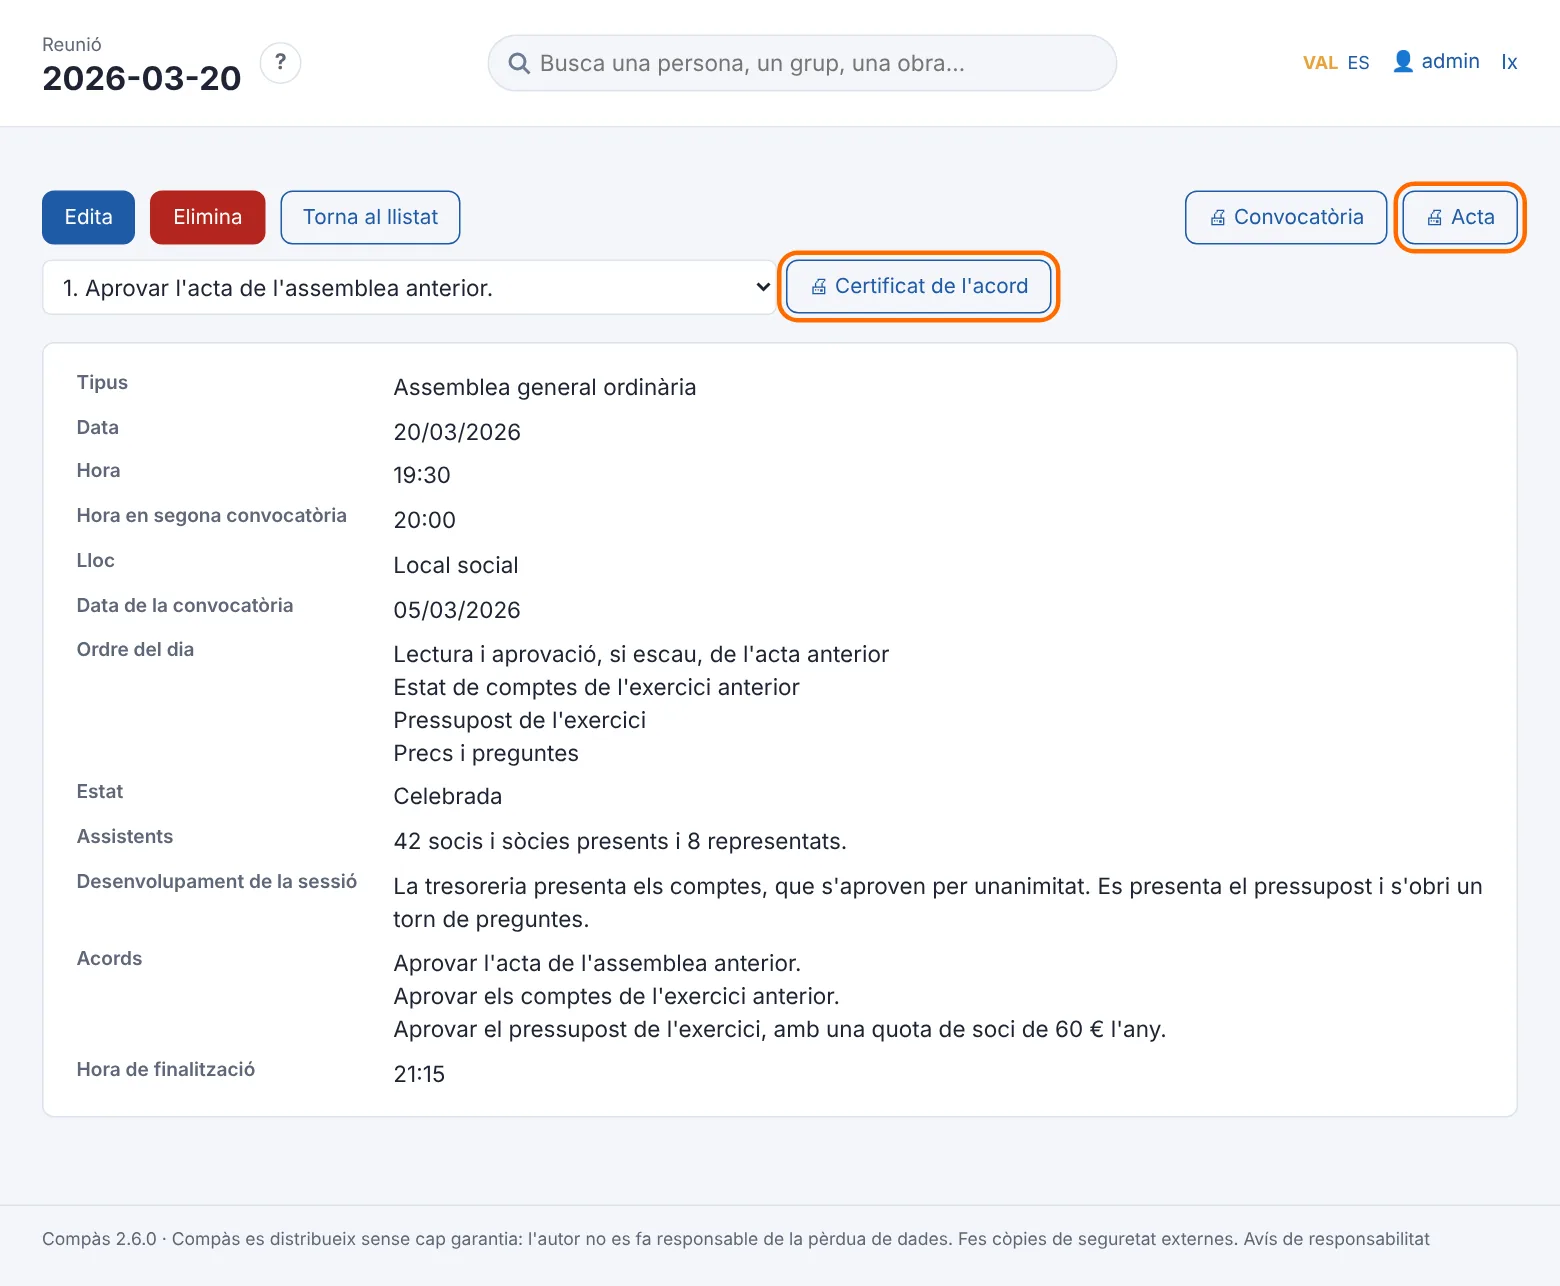 Reunió
2026-03-20
?
Busca una persona, un grup, una obra...
VAL ES
admin
Ix
Edita
Elimina
Torna al llistat
Convocatòria
Acta
1. Aprovar l'acta de l'assemblea anterior.
Certificat de l'acord
Tipus
Assemblea general ordinària
Data
20/03/2026
Hora
19:30
Hora en segona convocatòria
20:00
Lloc
Local social
Data de la convocatòria
05/03/2026
Ordre del dia
Lectura i aprovació, si escau, de l'acta anterior
Estat de comptes de l'exercici anterior
Pressupost de l'exercici
Precs i preguntes
Estat
Celebrada
Assistents
42 socis i sòcies presents i 8 representats.
Desenvolupament de la sessió
La tresoreria presenta els comptes, que s'aproven per unanimitat. Es presenta el pressupost i s'obri un
torn de preguntes.
Acords
Aprovar l'acta de l'assemblea anterior.
Aprovar els comptes de l'exercici anterior.
Aprovar el pressupost de l'exercici, amb una quota de soci de 60 € l'any.
Hora de finalització
21:15
Compàs 2.6.0 · Compàs es distribueix sense cap garantia: l'autor no es fa responsable de la pèrdua de dades. Fes còpies de seguretat externes. Avís de responsabilitat